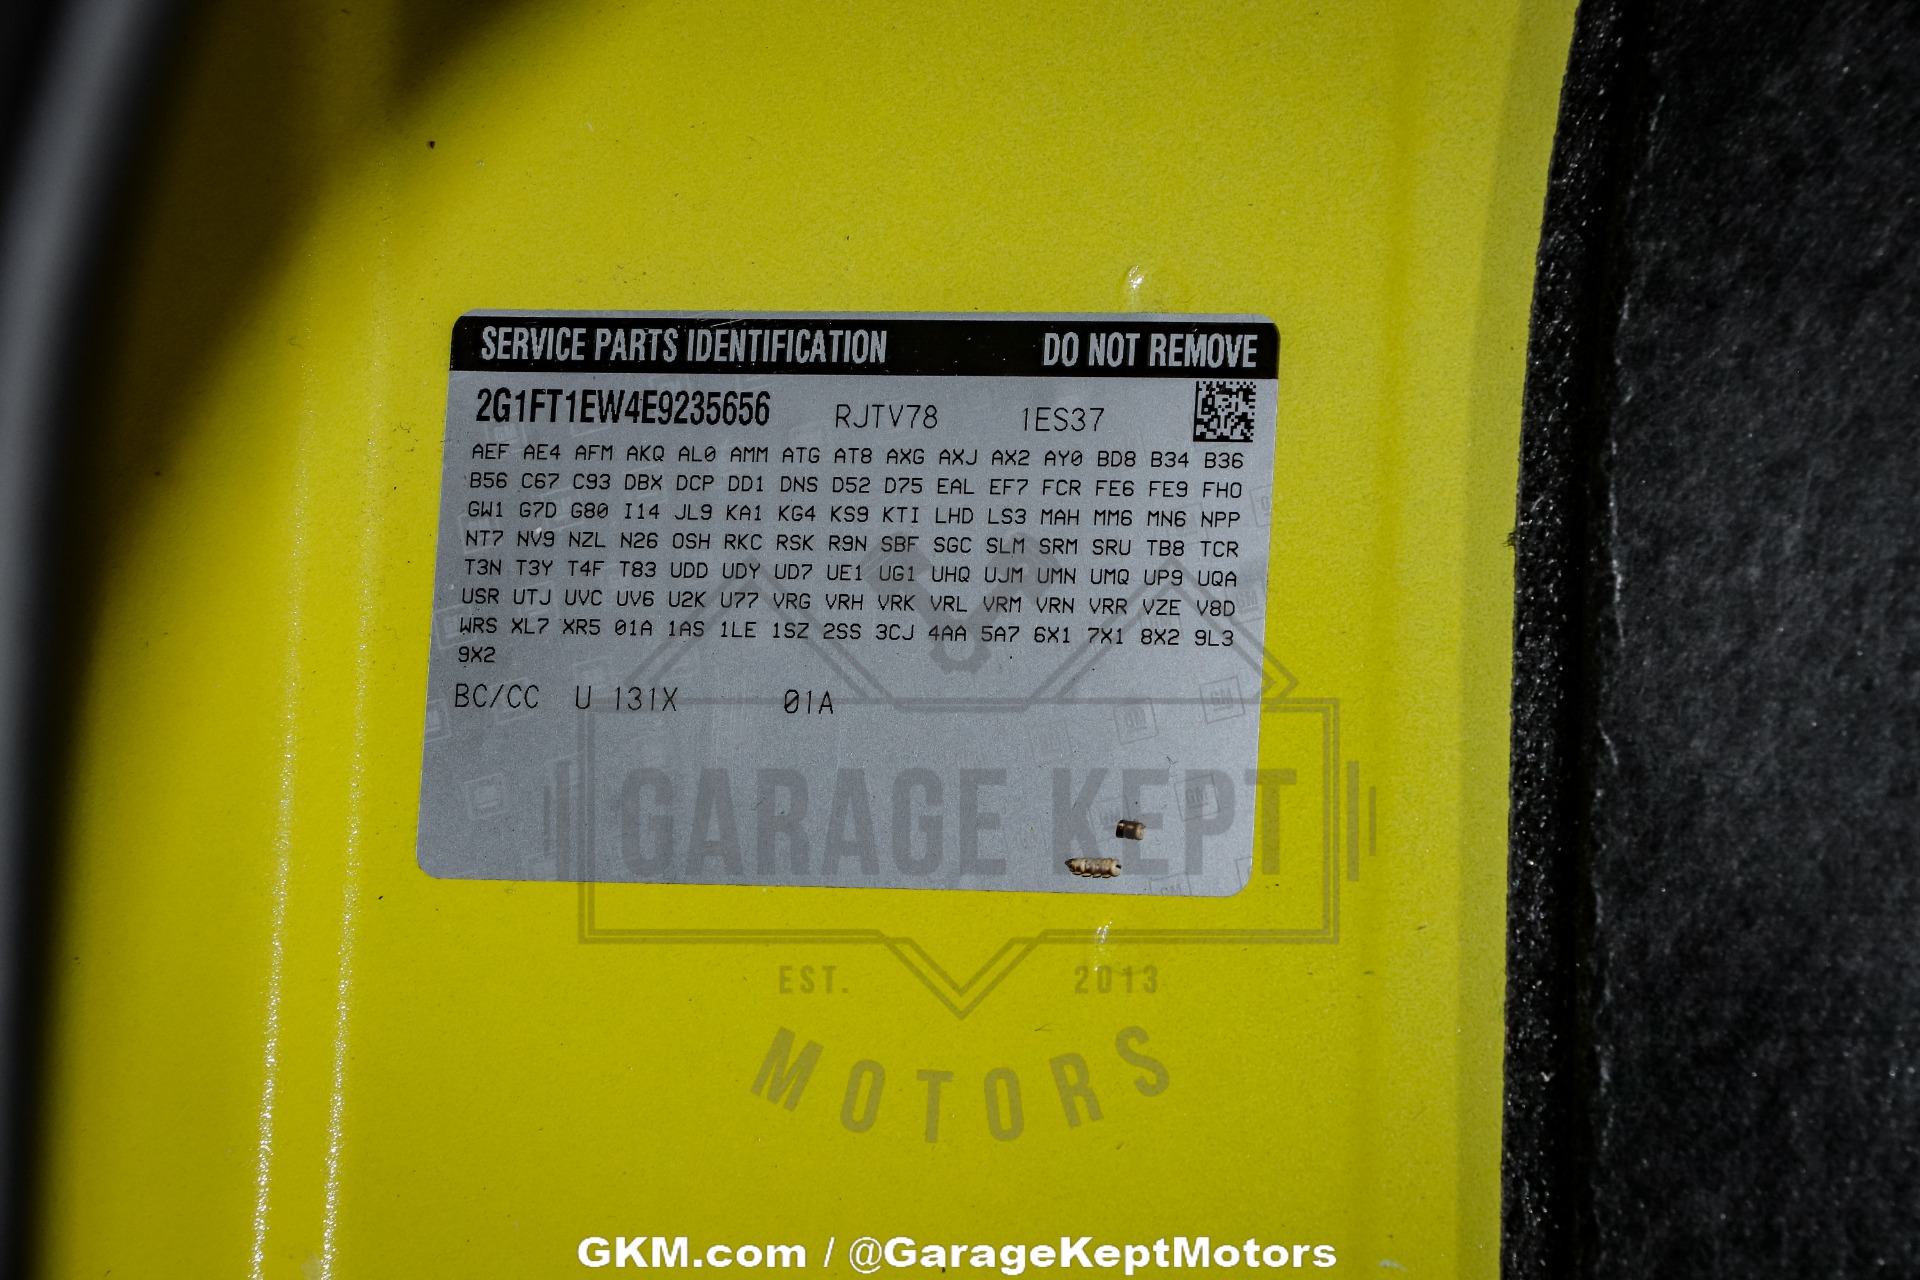 SERVICE PARTS IDENTIFICATION DO NOT REMOVE
2G1FT1EW4E9235656 RJTV78 1ES37
AEF AE4 AFM AKQ AL0 AMM ATG AT8 AXG AXJ AX2 AY0 BD8 B34 B36
B56 C67 C93 DBX DCP DD1 DNS D52 D75 EAL EF7 FCR FE6 FE9 FHO
GW1 G7D G80 I14 JL9 KA1 KG4 KS9 KTI LHD LS3 MAH MM6 MN6 NPP
NT7 NV9 NZL N26 OSH RKC RSK R9N SBF SGC SLM SRM SRU TB8 TCR
T3N T3Y T4F T83 UDD UDY UD7 UE1 UG1 UHQ UJM UMN UMQ UP9 UQA
USR UTJ UVC UV6 U2K U77 VRG VRH VRK VRL VRM VRN VRR VZE V8D
WRS XL7 XR5 01A 1AS 1LE 1SZ 2SS 3CJ 4AA 5A7 6X1 7X1 8X2 9L3
9X2
BC/CC U 131X 01A
GARAGE KEPT
EST. 2013
MOTORS
GKM.com / @GarageKeptMotors